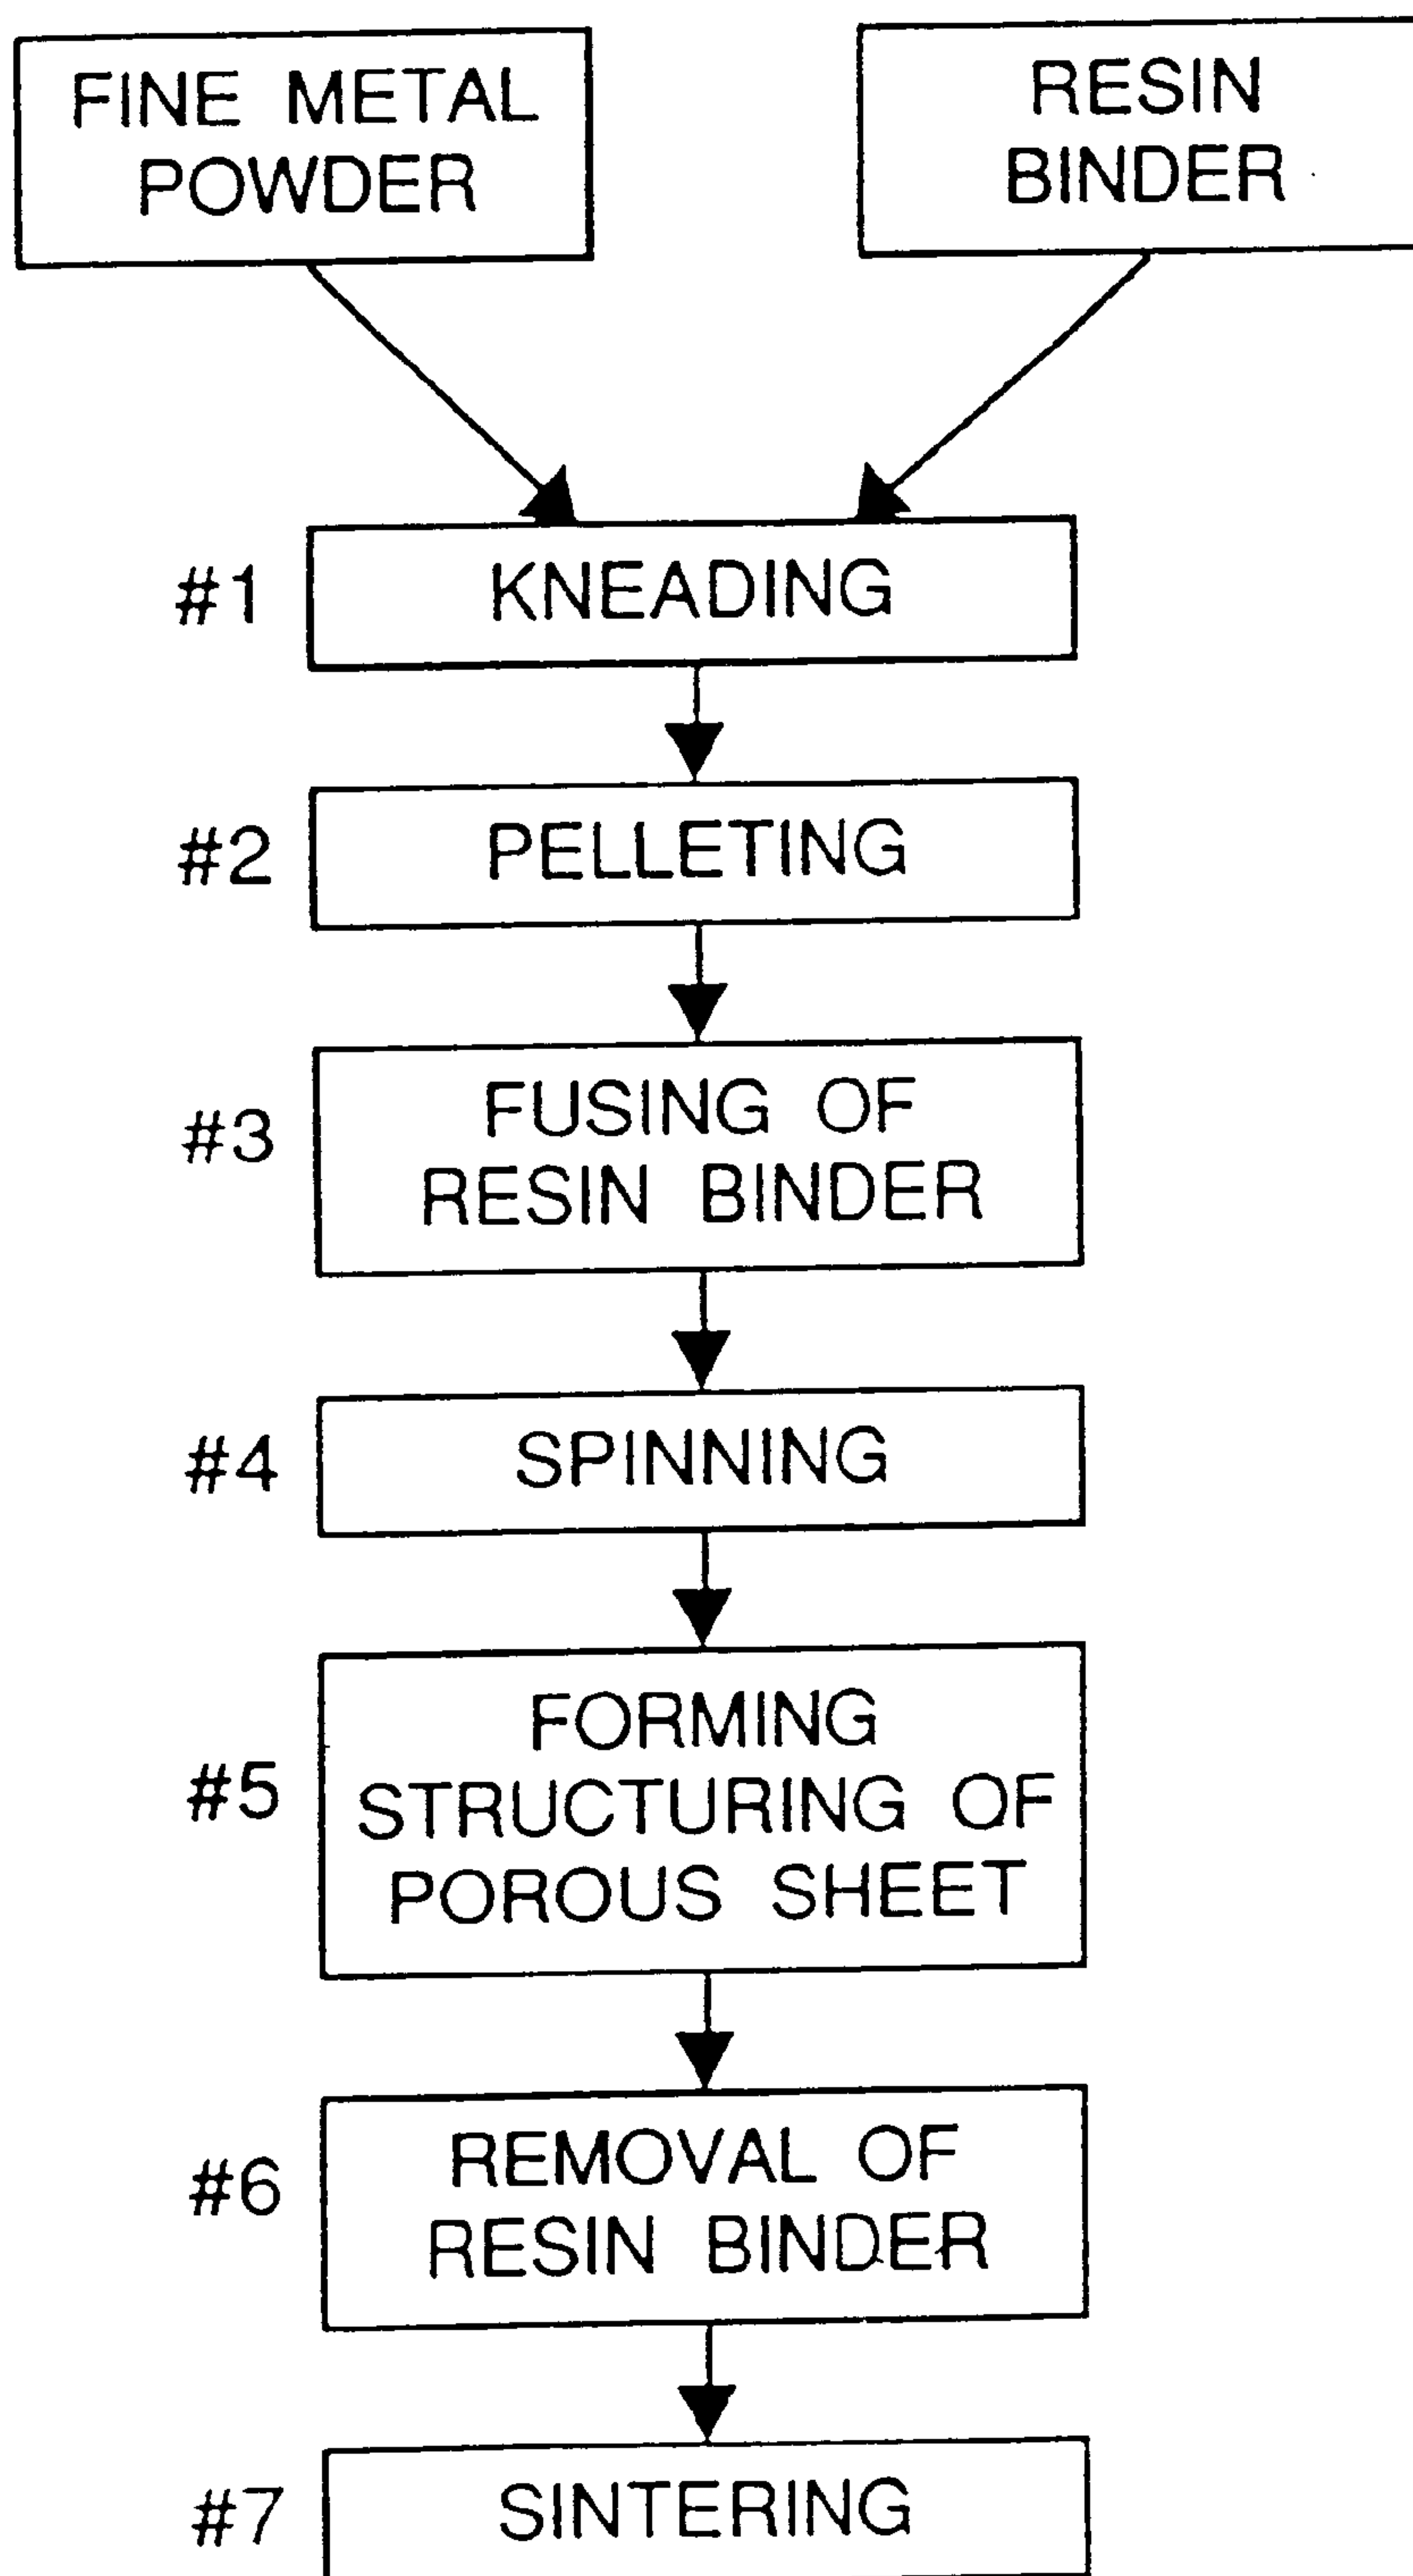 FINE METAL
POWDER
RESIN
BINDER
#1
KNEADING
#2
PELLETING
#3
FUSING OF
RESIN BINDER
#4
SPINNING
#5
FORMING
STRUCTURING OF
POROUS SHEET
#6
REMOVAL OF
RESIN BINDER
#7
SINTERING